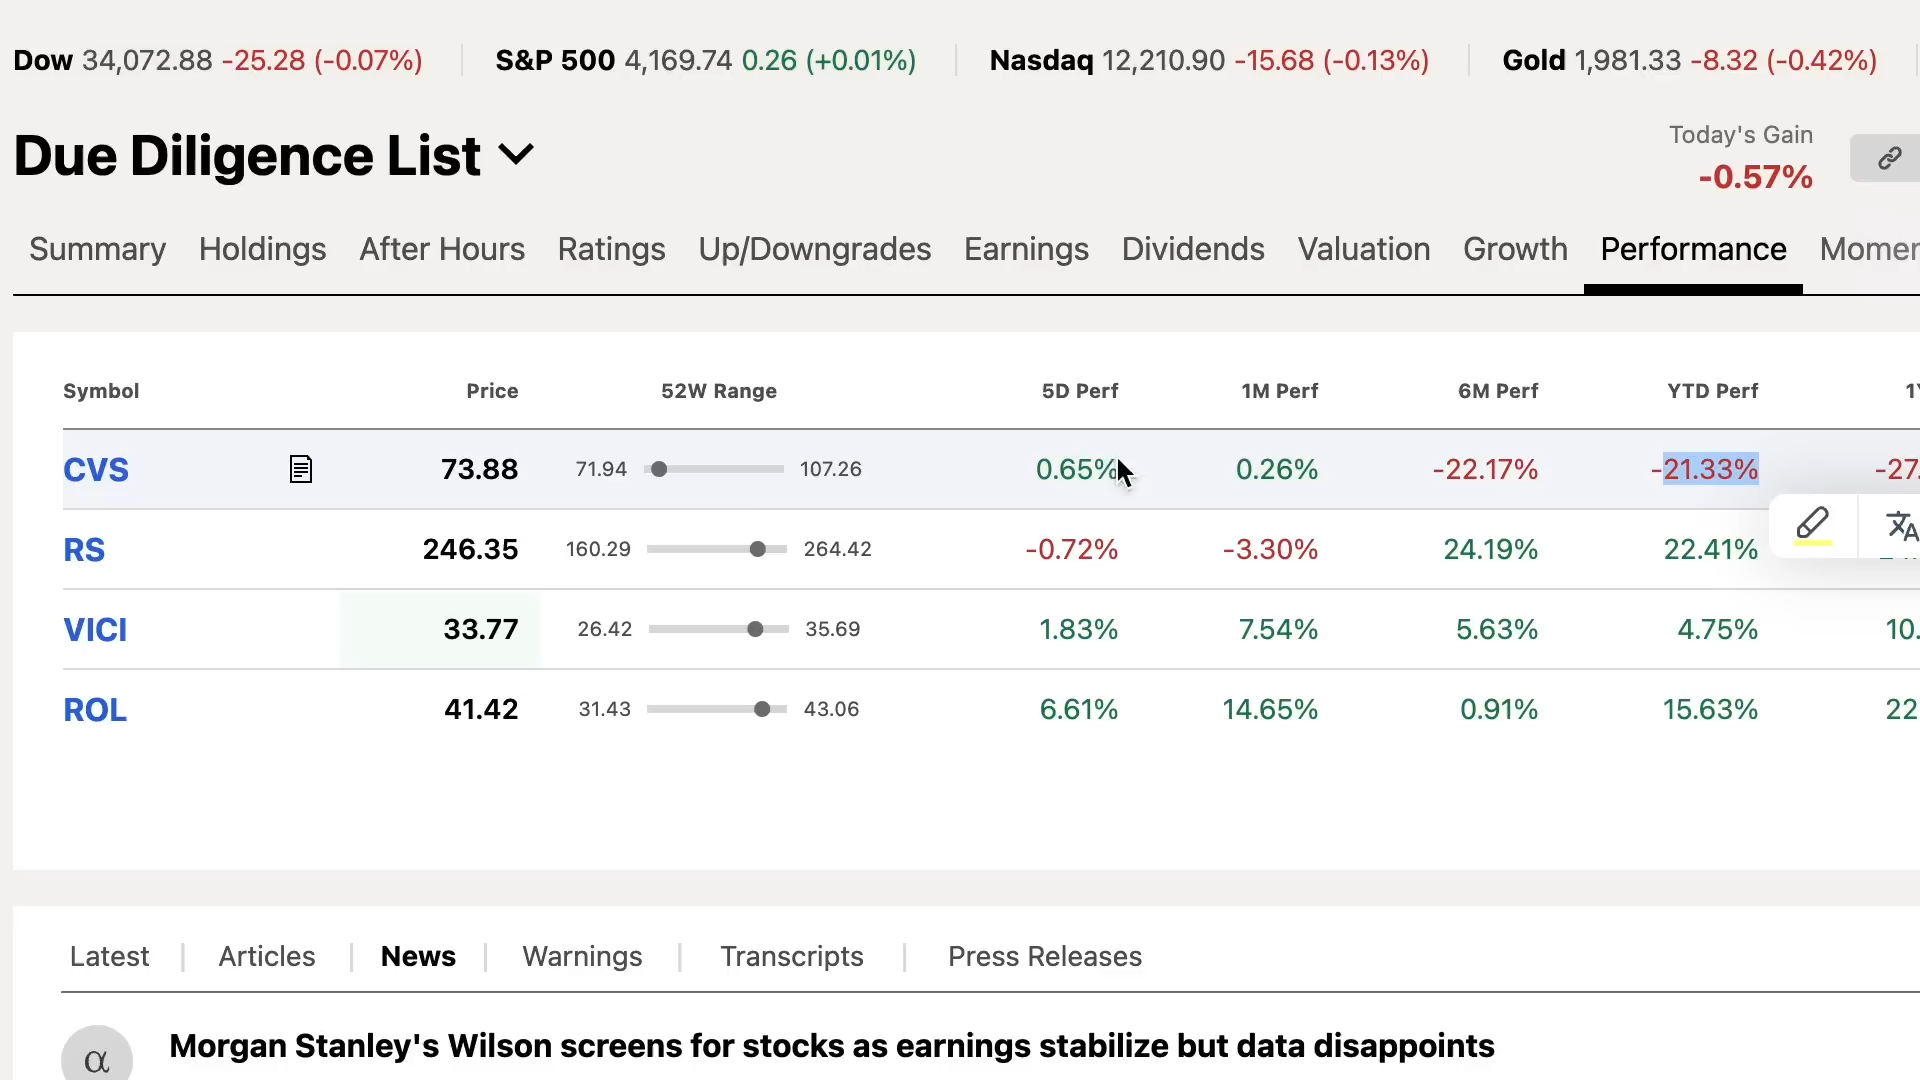 Dow 34,072.88 -25.28 (-0.07%) S&P 500 4,169.74 0.26 (+0.01%) Nasdaq 12,210.90 -15.68 (-0.13%) Gold 1,981.33 -8.32 (-0.42%)
Due Diligence List
Today's Gain
-0.57%
Summary Holdings After Hours Ratings Up/Downgrades Earnings Dividends Valuation Growth Performance Momen
Symbol Price 52W Range 5D Perf 1M Perf 6M Perf YTD Perf 1Y
CVS 73.88 71.94 107.26 0.65% 0.26% -22.17% -21.33% -27.
RS 246.35 160.29 264.42 -0.72% -3.30% 24.19% 22.41%
VICI 33.77 26.42 35.69 1.83% 7.54% 5.63% 4.75% 10.
ROL 41.42 31.43 43.06 6.61% 14.65% 0.91% 15.63% 22
Latest | Articles | News | Warnings | Transcripts | Press Releases
α Morgan Stanley's Wilson screens for stocks as earnings stabilize but data disappoints